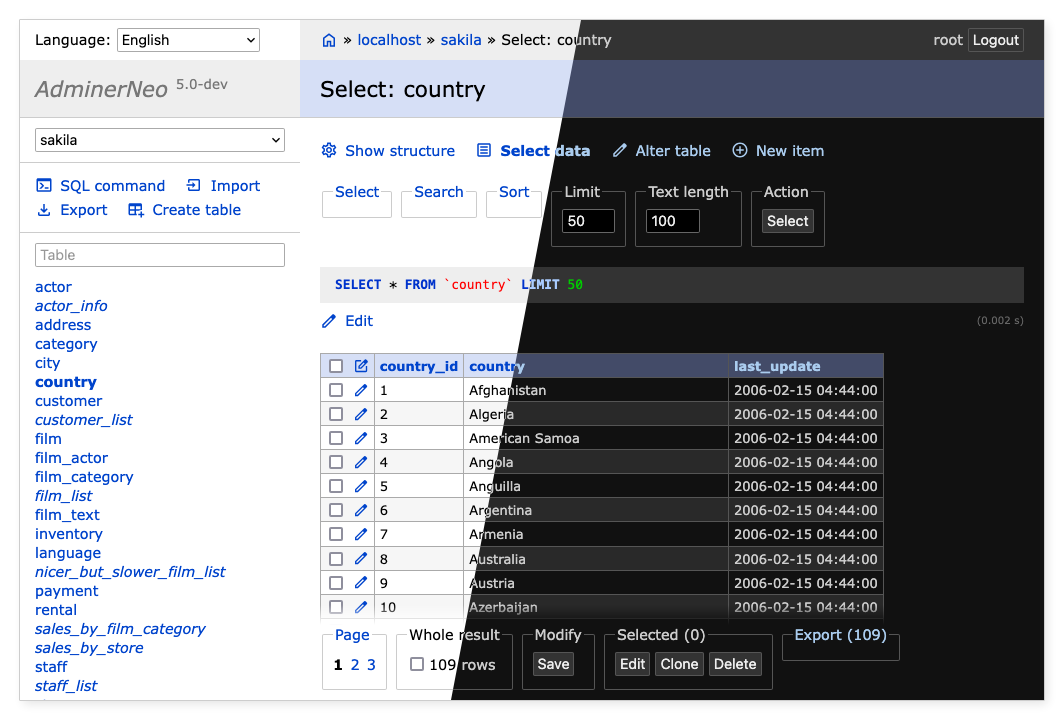 Language: English
AdminerNeo 5.0-dev
sakila
SQL command Import
Export Create table
Table
actor
actor_info
address
category
city
country
customer
customer_list
film
film_actor
film_category
film_list
film_text
inventory
language
nicer_but_slower_film_list
payment
rental
sales_by_film_category
sales_by_store
staff
staff_list
» localhost » sakila » Select: country root Logout
Select: country
Show structure Select data Alter table New item
Select Search Sort Limit Text length Action
50 100 Select
SELECT * FROM `country` LIMIT 50
Edit (0.002 s)
country_id country last_update
1 Afghanistan 2006-02-15 04:44:00
2 Algeria 2006-02-15 04:44:00
3 American Samoa 2006-02-15 04:44:00
4 Angola 2006-02-15 04:44:00
5 Anguilla 2006-02-15 04:44:00
6 Argentina 2006-02-15 04:44:00
7 Armenia 2006-02-15 04:44:00
8 Australia 2006-02-15 04:44:00
9 Austria 2006-02-15 04:44:00
10 Azerbaijan 2006-02-15 04:44:00
Page Whole result Modify Selected (0) Export (109)
1 2 3 109 rows Save Edit Clone Delete